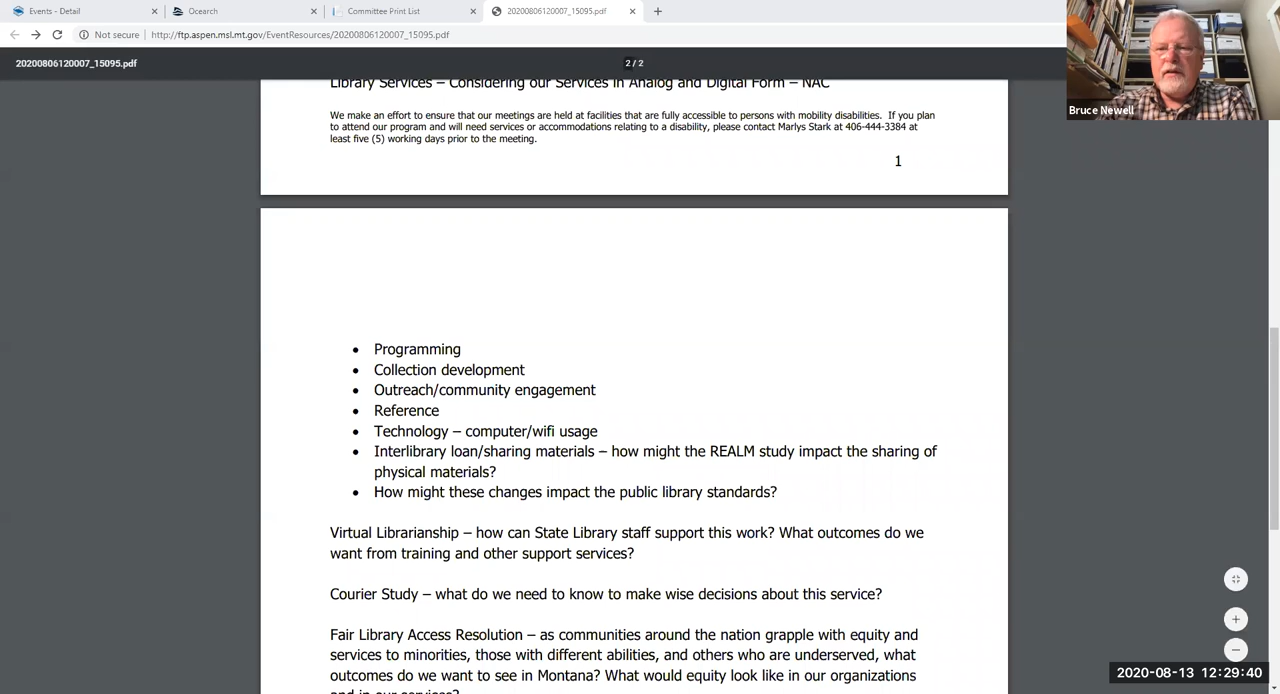 Events - Detail
Ocearch
Committee Print List
20200806120007_15095.pdf
Not secure
http://ftp.aspen.msl.mt.gov/EventResources/20200806120007_15095.pdf
20200806120007_15095.pdf
2 / 2
Bruce Newell
Library Services – Considering our Services in Analog and Digital Form – NAC
We make an effort to ensure that our meetings are held at facilities that are fully accessible to persons with mobility disabilities. If you plan
to attend our program and will need services or accommodations relating to a disability, please contact Marlys Stark at 406-444-3384 at
least five (5) working days prior to the meeting.
1
• Programming
• Collection development
• Outreach/community engagement
• Reference
• Technology – computer/wifi usage
• Interlibrary loan/sharing materials – how might the REALM study impact the sharing of
physical materials?
• How might these changes impact the public library standards?
Virtual Librarianship – how can State Library staff support this work? What outcomes do we
want from training and other support services?
Courier Study – what do we need to know to make wise decisions about this service?
Fair Library Access Resolution – as communities around the nation grapple with equity and
services to minorities, those with different abilities, and others who are underserved, what
outcomes do we want to see in Montana? What would equity look like in our organizations
and in our services?
2020-08-13 12:29:40